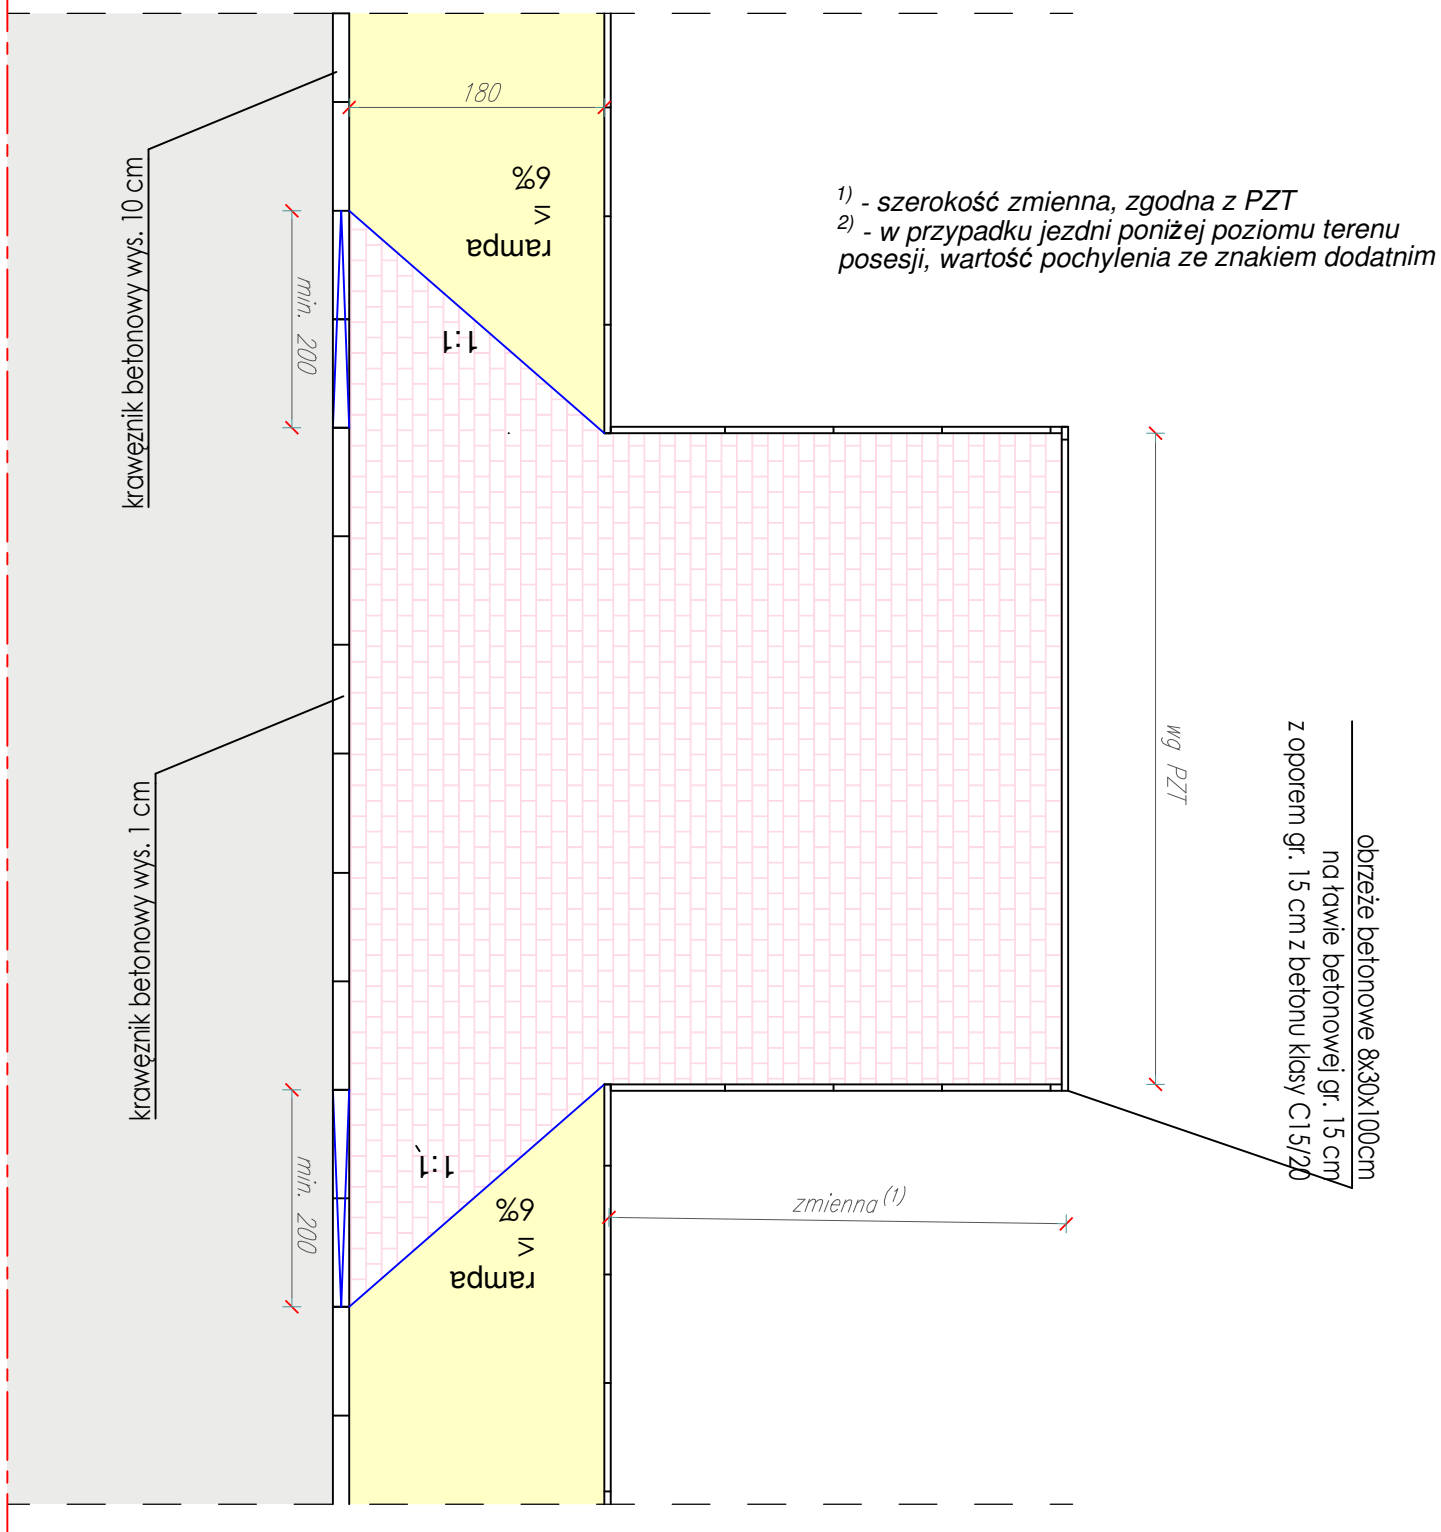 180
6%
≤
rampa
1) - szerokość zmienna, zgodna z PZT
2) - w przypadku jezdni poniżej poziomu terenu
posesji, wartość pochylenia ze znakiem dodatnim
krawęznik betonowy wys. 10 cm
min. 200
1:1
wg PZT
obrzeże betonowe 8x30x100cm
na ławie betonowej gr. 15 cm
z oporem gr. 15 cm z betonu klasy C15/20
krawęznik betonowy wys. 1 cm
1:1
min. 200
6%
≤
rampa
zmienna (1)